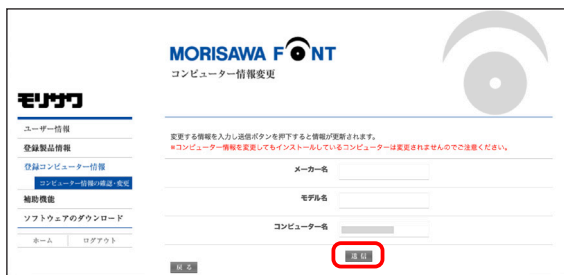 MORISAWA FONT
コンピューター情報変更
モリサワ
ユーザー情報
登録製品情報
登録コンピューター情報
コンピューター情報の確認・変更
補助機能
ソフトウェアのダウンロード
ホーム
ログアウト
変更する情報を入力し送信ボタンを押下すると情報が更新されます。
※コンピューター情報を変更してもインストールしているコンピューターは変更されませんのでご注意ください。
メーカー名
モデル名
コンピューター名
送信
戻る